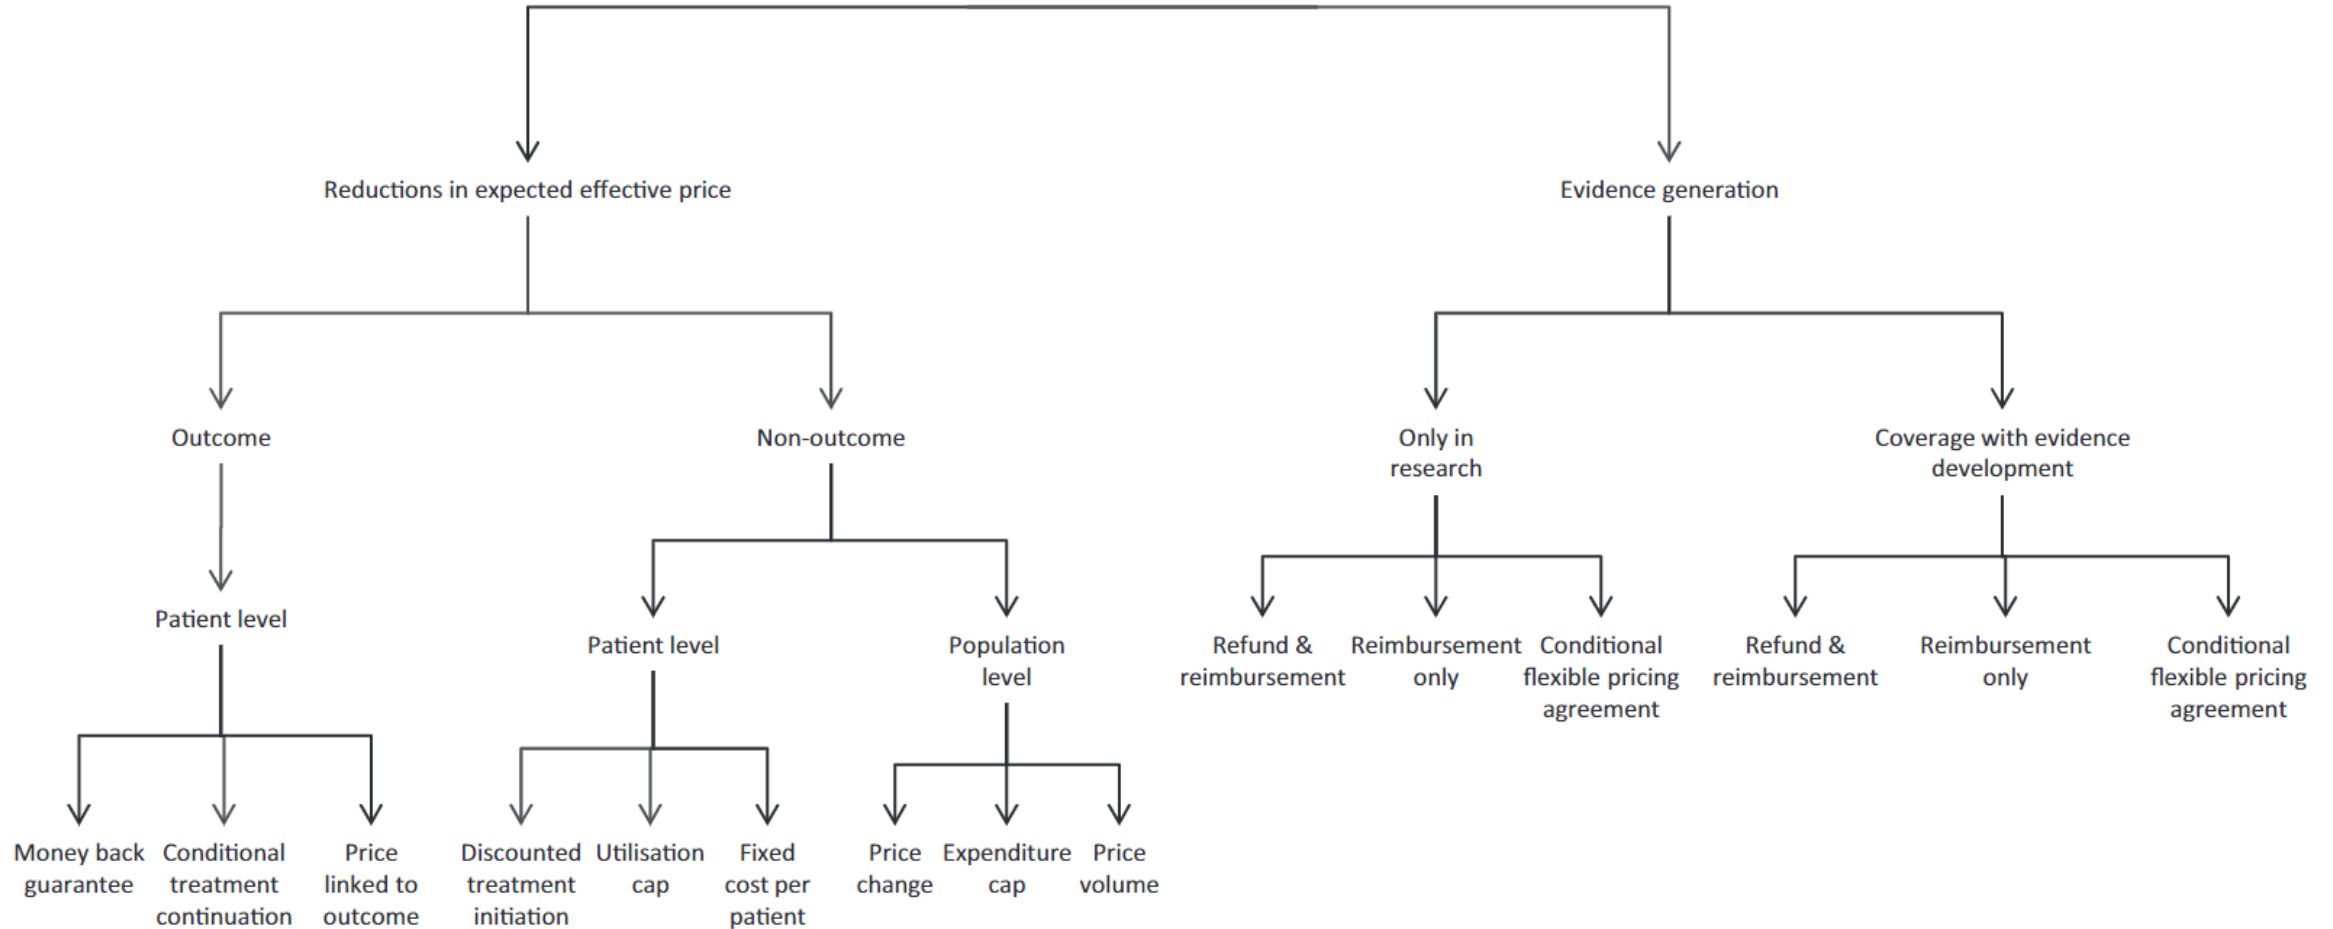 Reductions in expected effective price
Evidence generation
Outcome
Non-outcome
Only in
research
Coverage with evidence
development
Patient level
Patient level
Population
level
Refund &
reimbursement
Reimbursement
only
Conditional
flexible pricing
agreement
Refund &
reimbursement
Reimbursement
only
Conditional
flexible pricing
agreement
Money back
guarantee
Conditional
treatment
continuation
Price
linked to
outcome
Discounted
treatment
initiation
Utilisation
cap
Fixed
cost per
patient
Price
change
Expenditure
cap
Price
volume